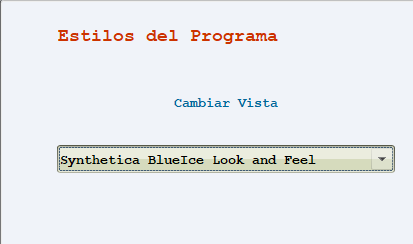 Estilos del Programa
Cambiar Vista
Synthetica BlueIce Look and Feel